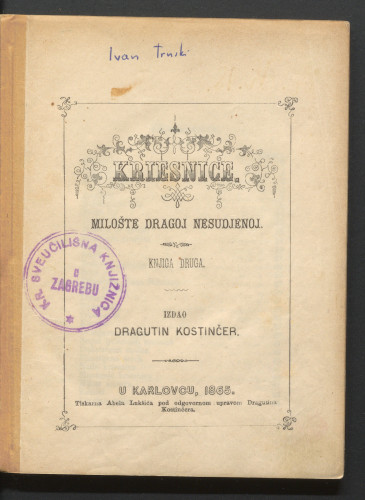 Ivan Trnski
KRIESNICE.
MILOŠTE DRAGOJ NESUDJENOJ.
KNJIGA DRUGA.
KR. SVEUČILIŠNA KNJIŽNICA
U
ZAGREBU
IZDAO
DRAGUTIN KOSTINČER.
U KARLOVCU, 1865.
Tiskarna Abela Lukšića pod odgovornom upravom Dragutina
Kostinčera.